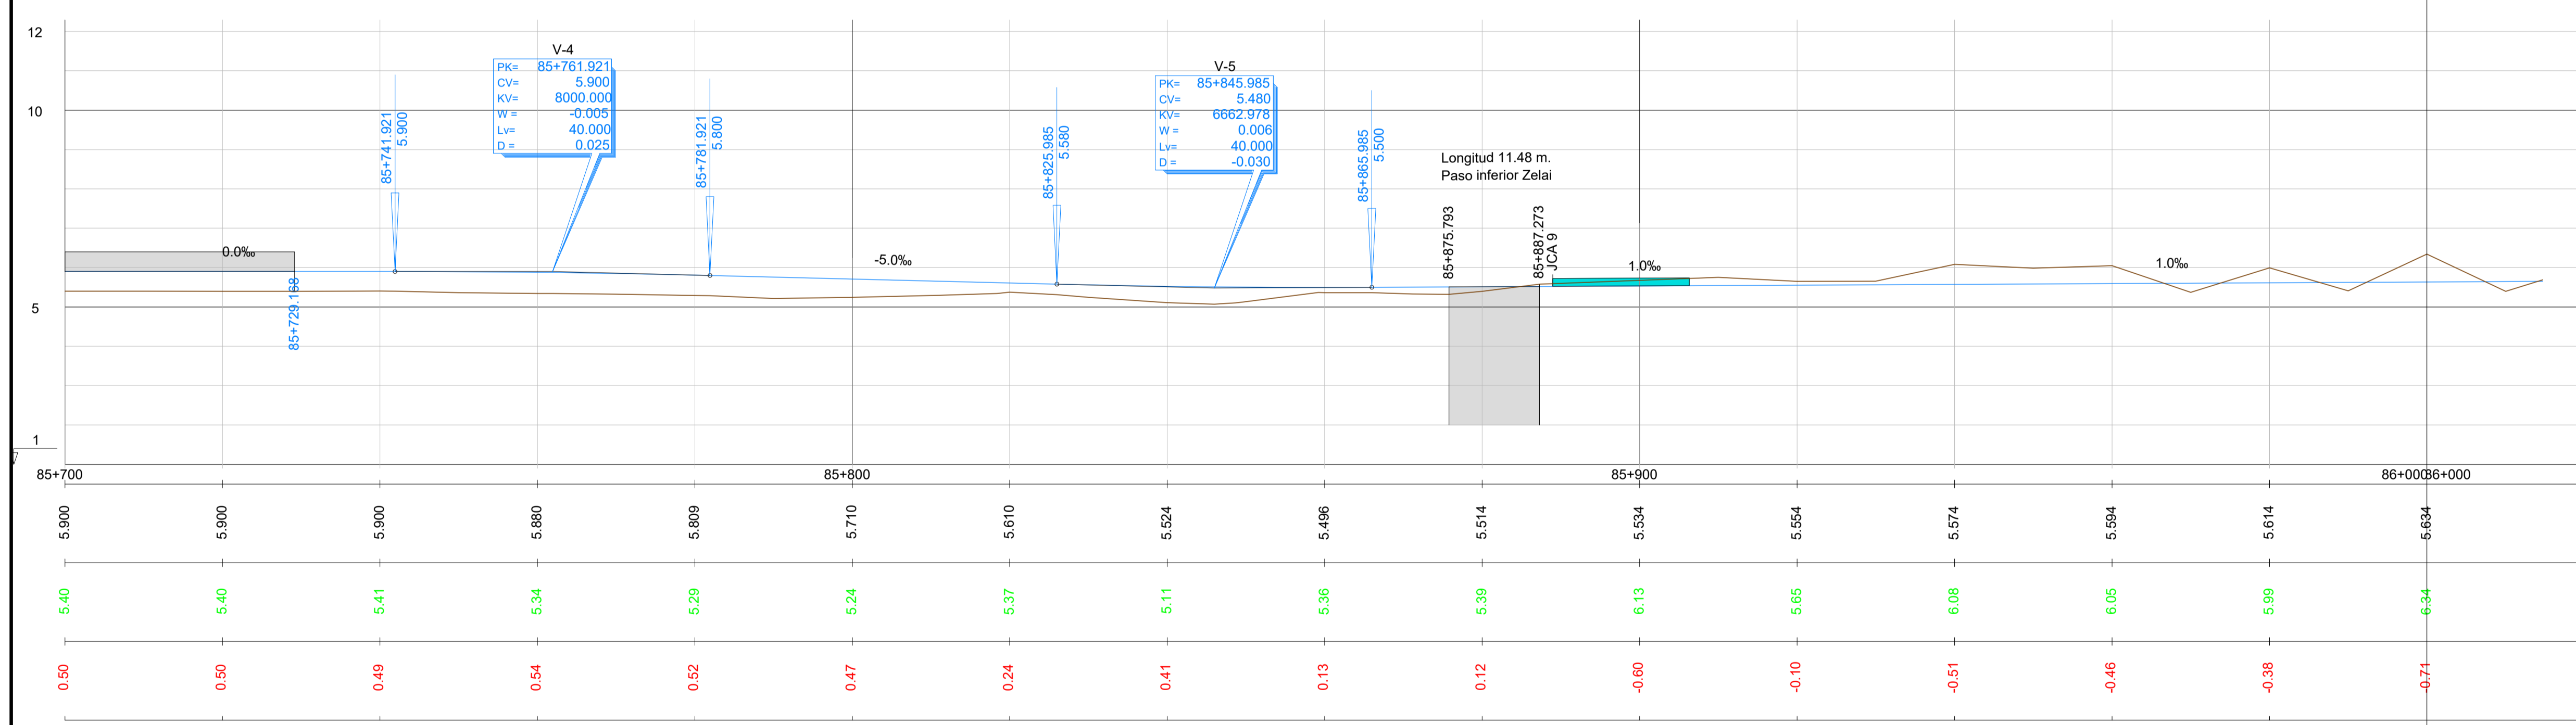 12
10
5
1
V-4
PK= 85+761.921
CV= 5.900
KV= 8000.000
W = -0.005
Lv= 40.000
D = 0.025
V-5
PK= 85+845.985
CV= 5.480
KV= 6662.978
W = 0.006
Lv= 40.000
D = -0.030
85+741.921
5.900
85+781.921
5.800
85+825.985
5.580
85+865.985
5.500
Longitud 11.48 m.
Paso inferior Zelai
85+875.793
85+887.273
JCA 9
0.0‰
85+729.168
-5.0‰
1.0‰
1.0‰
85+700 85+800 85+900 86+000 86+000
5.900 5.900 5.900 5.880 5.809 5.710 5.610 5.524 5.496 5.514 5.534 5.554 5.574 5.594 5.614 5.634
5.40 5.40 5.41 5.34 5.29 5.24 5.37 5.11 5.36 5.39 6.13 5.65 6.08 6.05 5.99 6.34
0.50 0.50 0.49 0.54 0.52 0.47 0.24 0.41 0.13 0.12 -0.60 -0.10 -0.51 -0.46 -0.38 -0.71